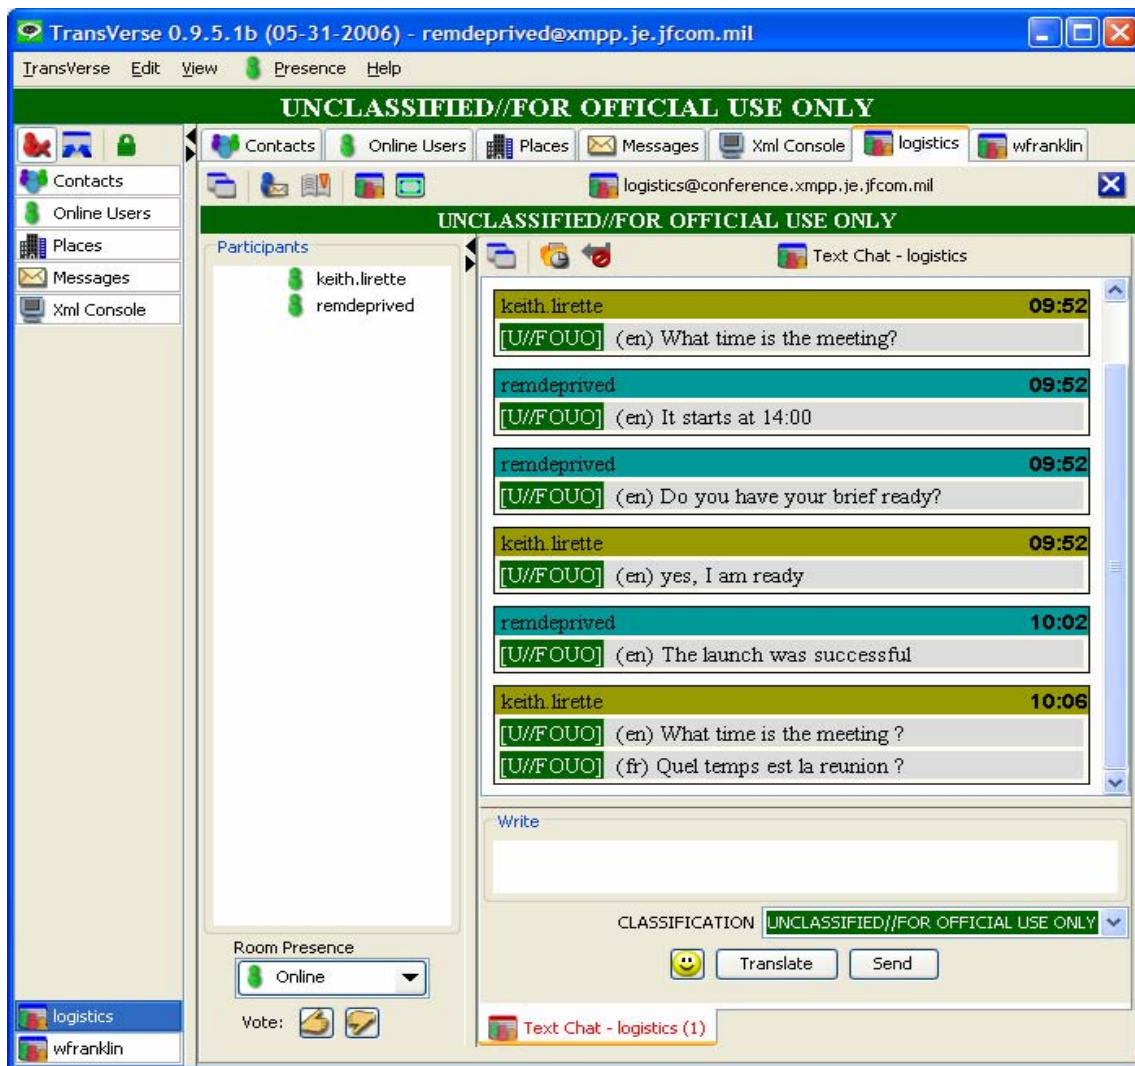 TransVerse 0.9.5.1b (05-31-2006) - remdeprived@xmpp.je.jfcom.mil
TransVerse Edit View Presence Help
UNCLASSIFIED//FOR OFFICIAL USE ONLY
Contacts
Online Users
Places
Messages
Xml Console
logistics
wfranklin
Contacts Online Users Places Messages Xml Console logistics wfranklin
logistics@conference.xmpp.je.jfcom.mil
UNCLASSIFIED//FOR OFFICIAL USE ONLY
Participants
keith.lirette
remdeprived
Room Presence
Online
Vote:
Text Chat - logistics
keith.lirette 09:52
[U//FOUO] (en) What time is the meeting?
remdeprived 09:52
[U//FOUO] (en) It starts at 14:00
remdeprived 09:52
[U//FOUO] (en) Do you have your brief ready?
keith.lirette 09:52
[U//FOUO] (en) yes, I am ready
remdeprived 10:02
[U//FOUO] (en) The launch was successful
keith.lirette 10:06
[U//FOUO] (en) What time is the meeting ?
[U//FOUO] (fr) Quel temps est la reunion ?
Write
CLASSIFICATION UNCLASSIFIED//FOR OFFICIAL USE ONLY
Translate Send
Text Chat - logistics (1)